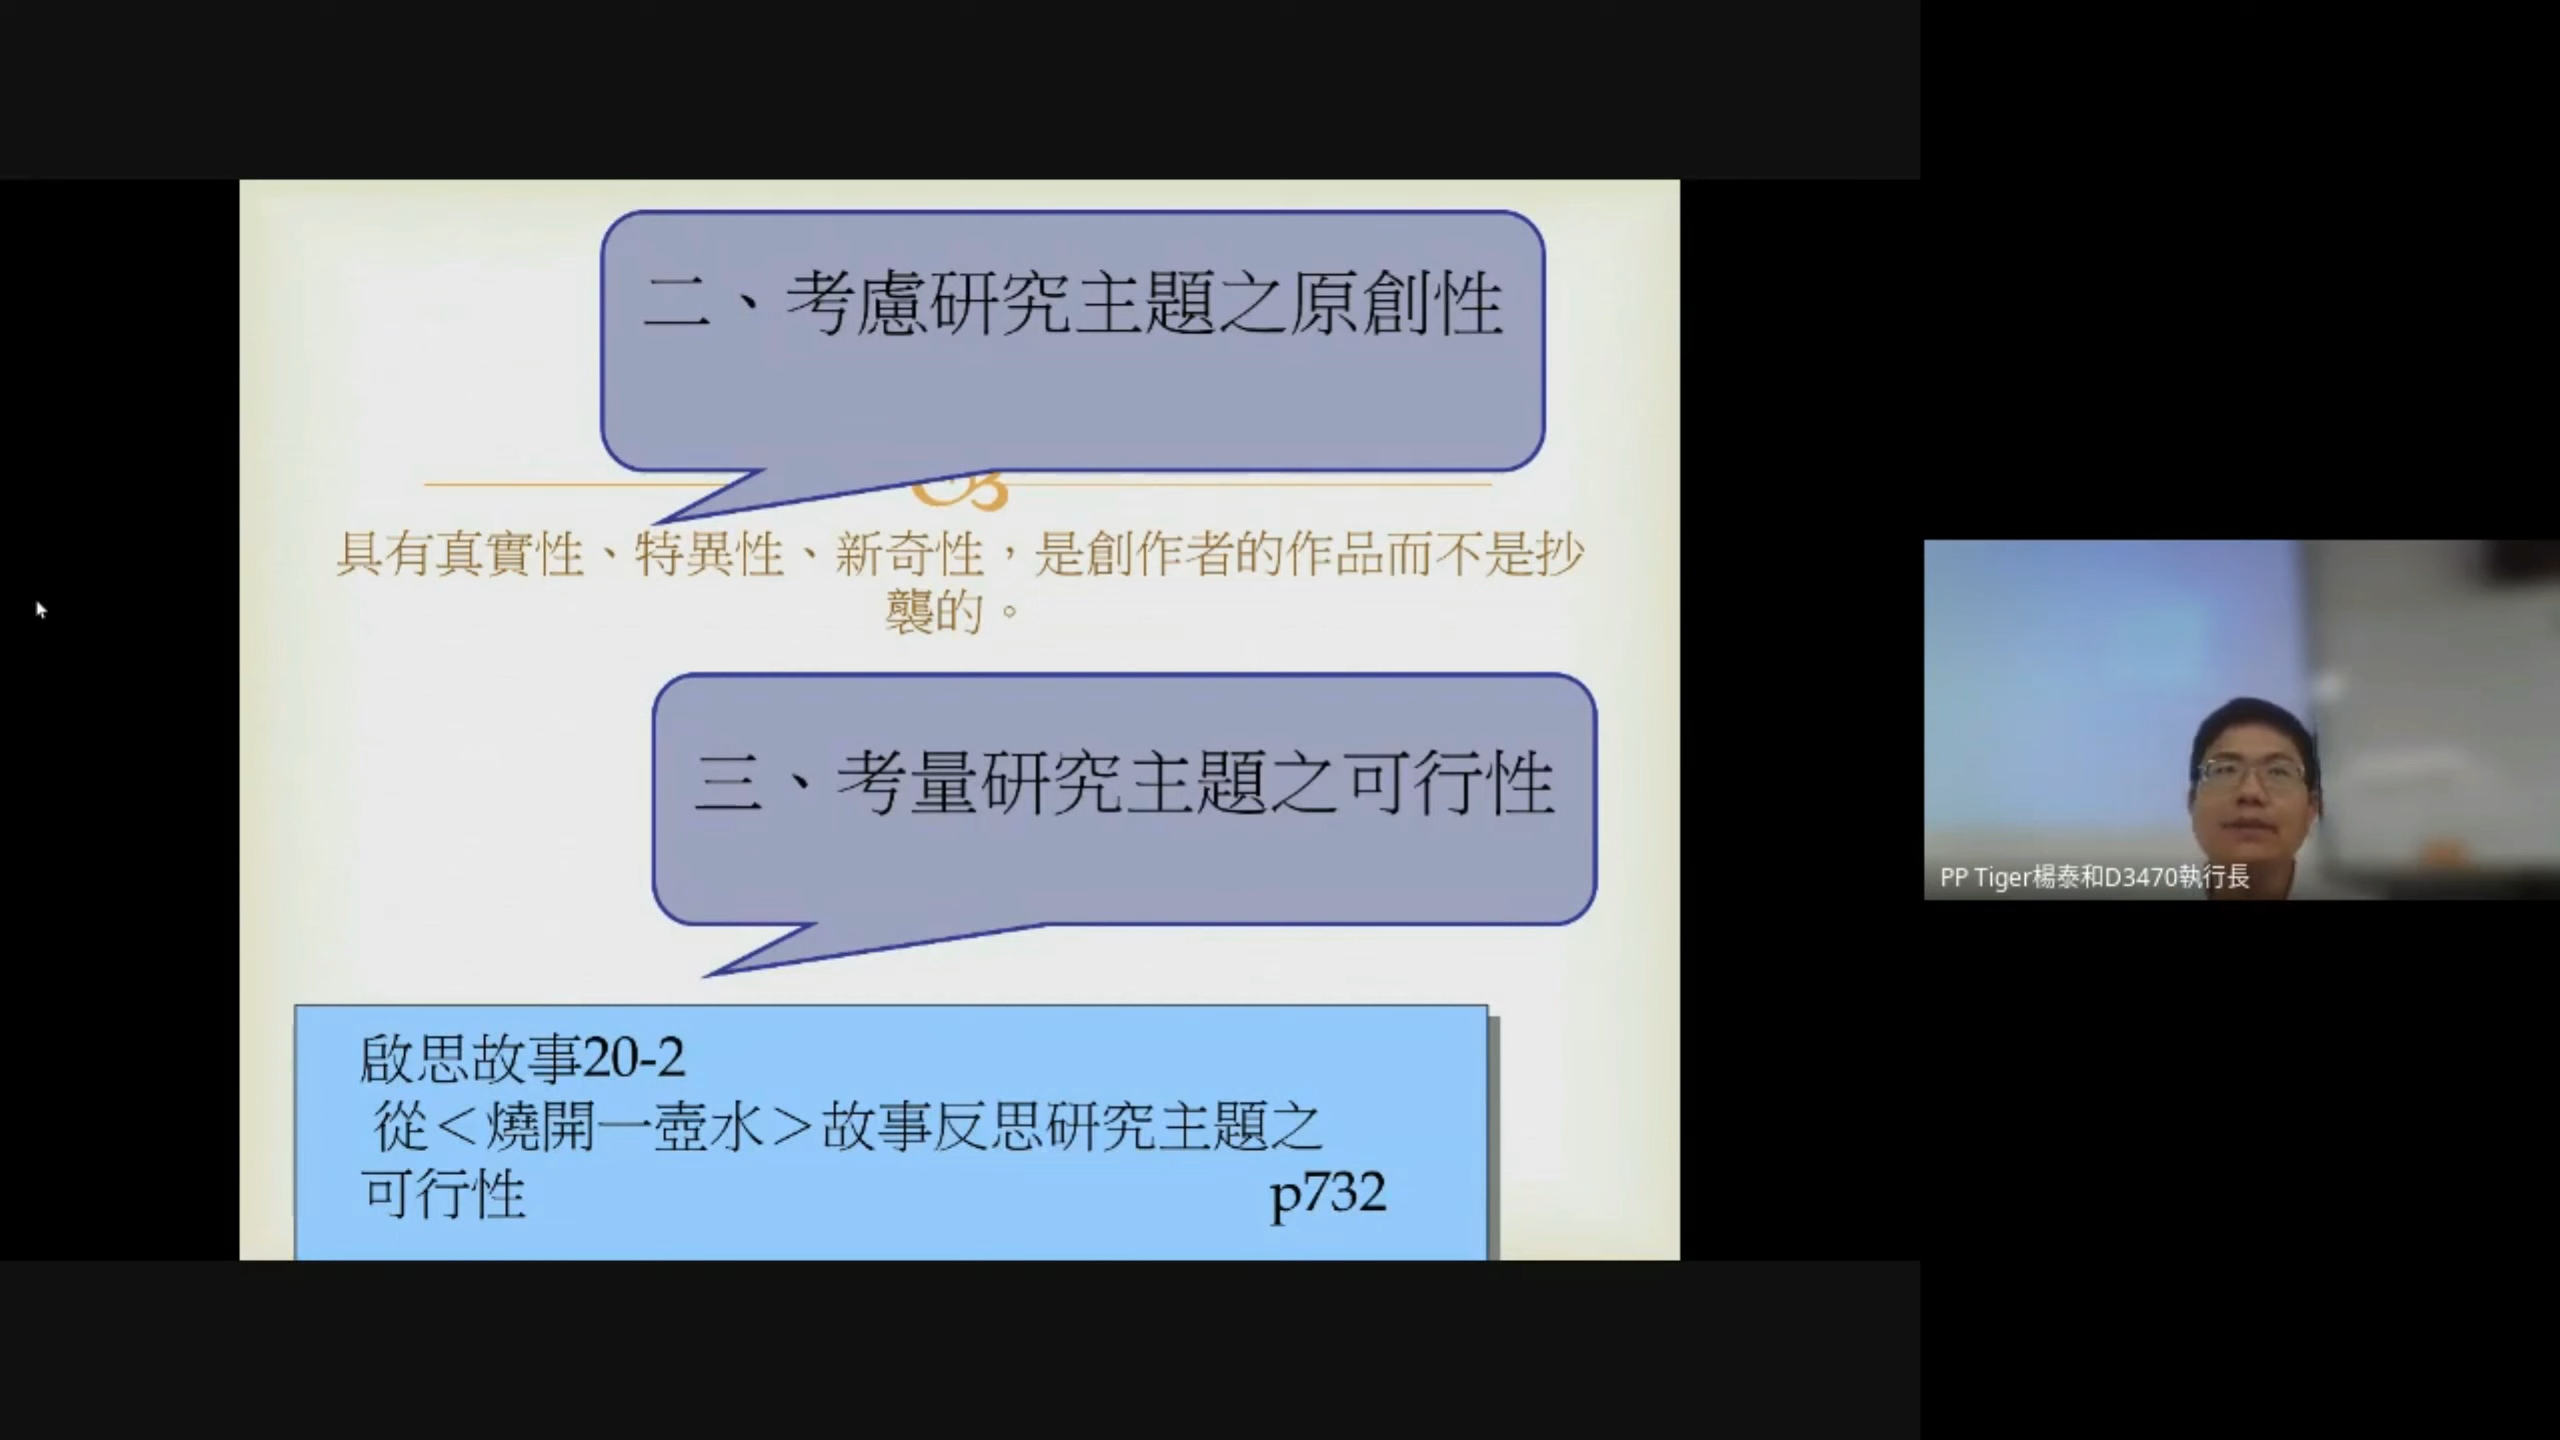 二、考慮研究主題之原創性
具有真實性、特異性、新奇性，是創作者的作品而不是抄
襲的。
三、考量研究主題之可行性
啟思故事20-2
從＜燒開一壺水＞故事反思研究主題之
可行性 p732
PP Tiger楊泰和D3470執行長